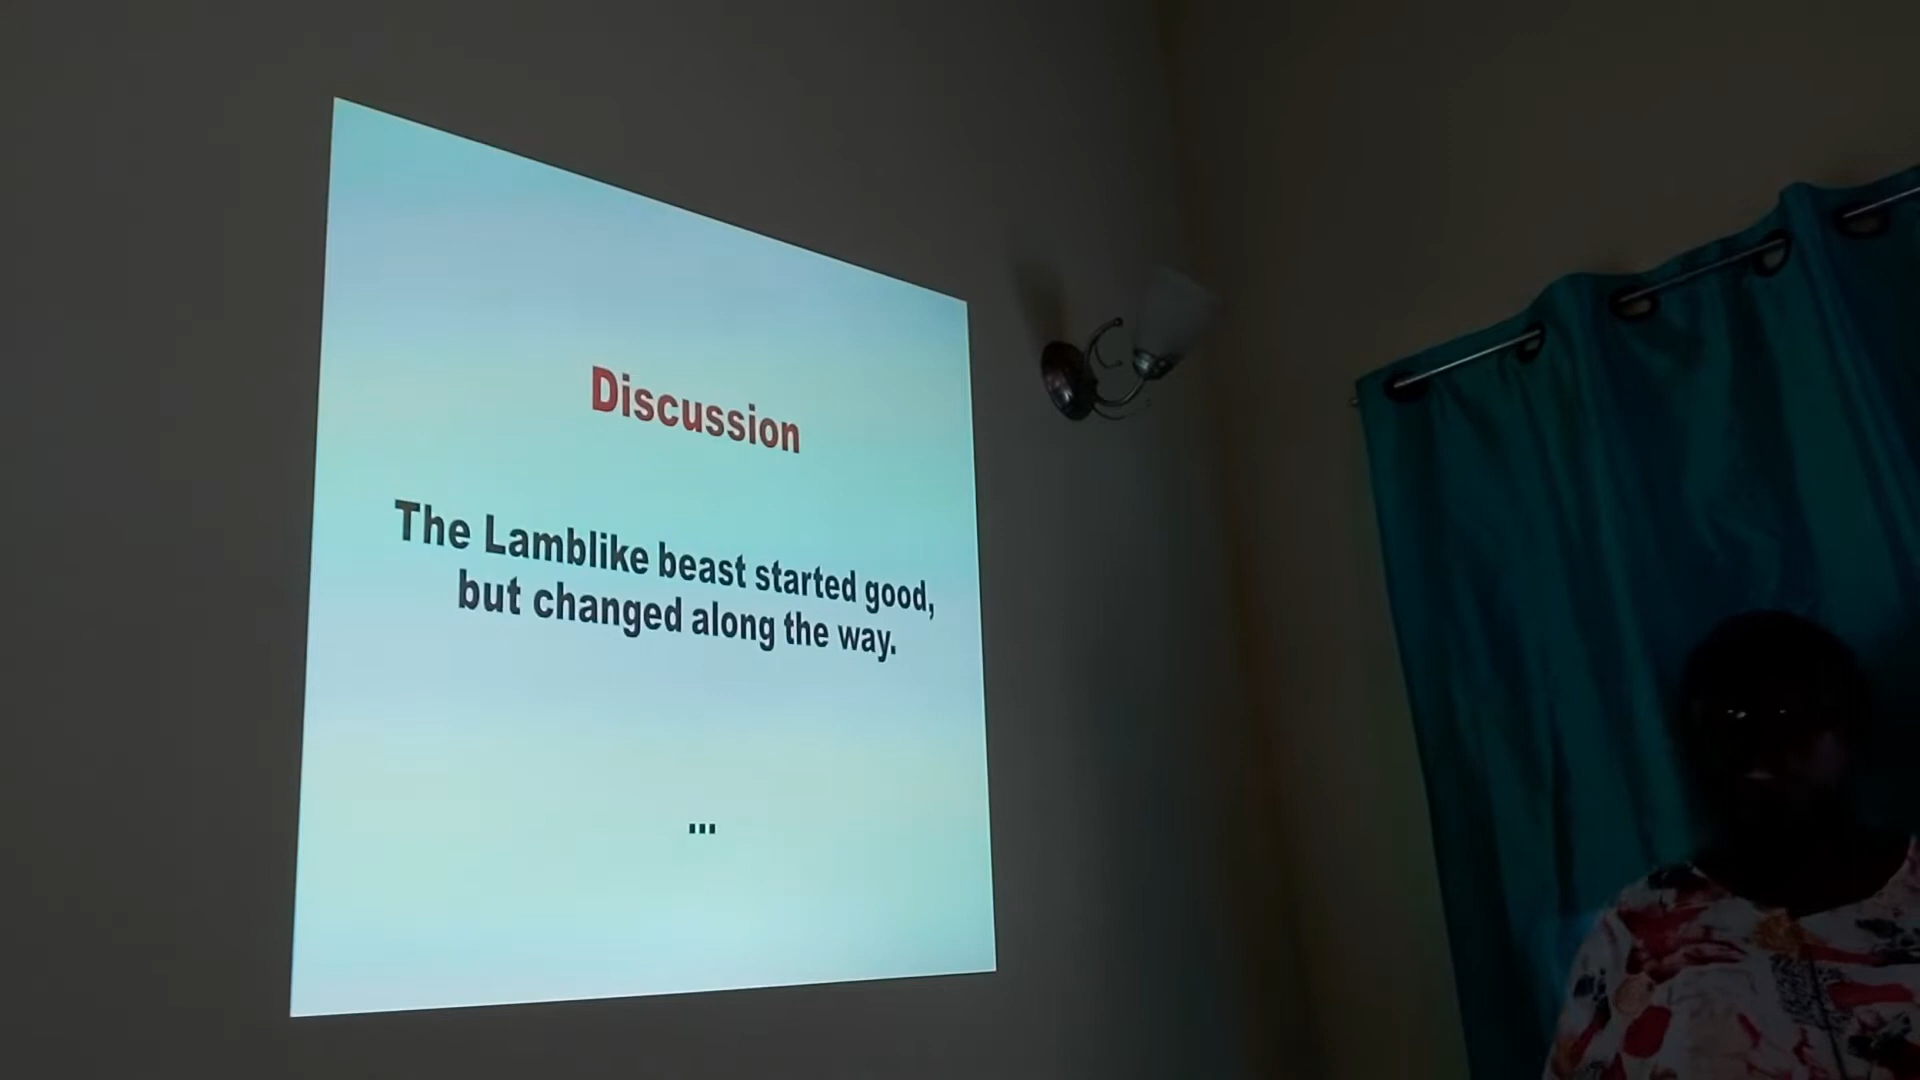 Discussion
The Lamblike beast started good,
but changed along the way.
...